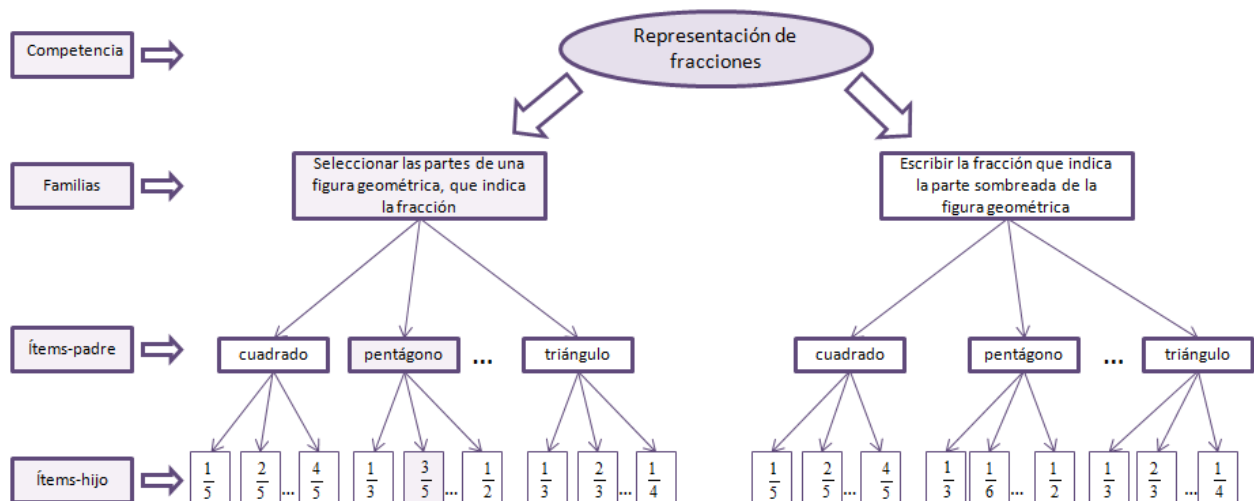 Competencia
Representación de
fracciones
Familias
Seleccionar las partes de una
figura geométrica, que indica
la fracción
Escribir la fracción que indica
la parte sombreada de la
figura geométrica
Ítems-padre
cuadrado
pentágono
...
triángulo
cuadrado
pentágono
...
triángulo
Ítems-hijo
1/5
2/5
...
4/5
1/3
3/5
...
1/2
1/3
2/3
...
1/4
1/5
2/5
...
4/5
1/3
1/6
...
1/2
1/3
2/3
...
1/4